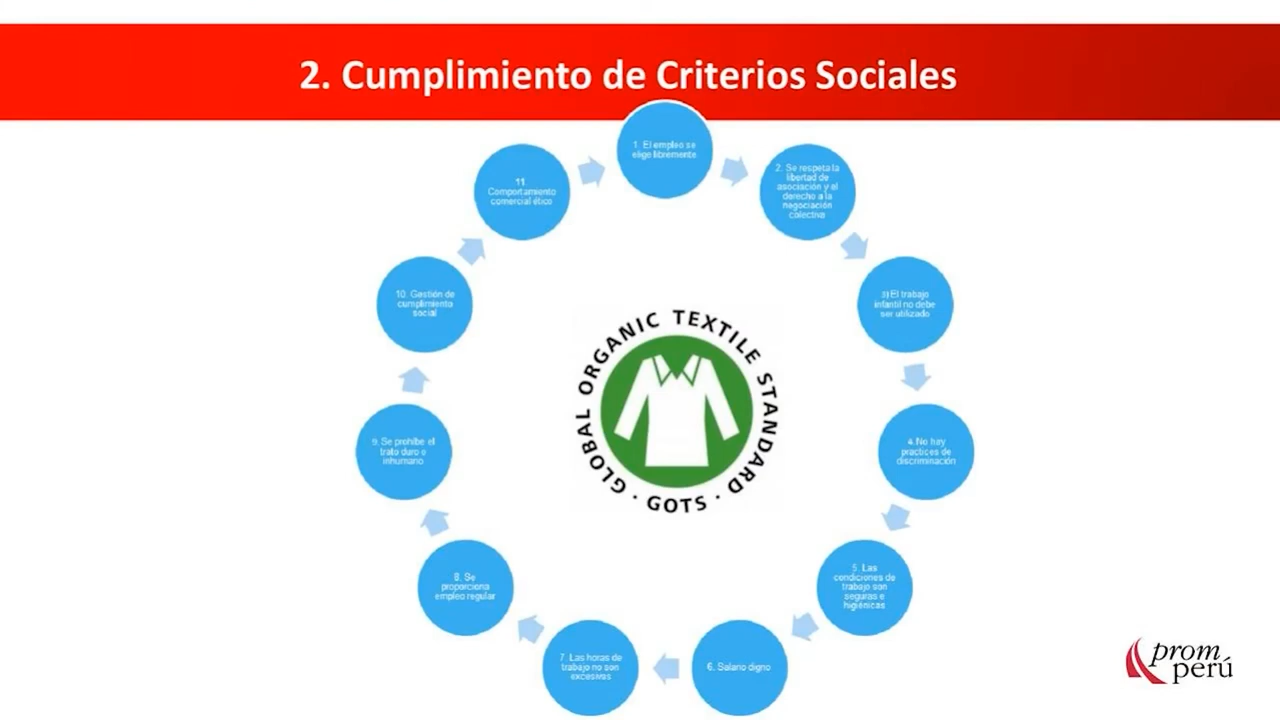 2. Cumplimiento de Criterios Sociales
1. El empleo se
elige libremente
2. Se respeta la
libertad de
asociación y el
derecho a la
negociación
colectiva
3) El trabajo
infantil no debe
ser utilizado
4. No hay
practices de
discriminación
5. Las
condiciones de
trabajo son
seguras e
higiénicas
6. Salario digno
7. Las horas de
trabajo no son
excesivas
8. Se
proporciona
empleo regular
9. Se prohíbe el
trato duro o
inhumano
10. Gestión de
cumplimiento
social
11.
Comportamiento
comercial ético
GLOBAL ORGANIC TEXTILE STANDARD
· GOTS ·
prom
perú